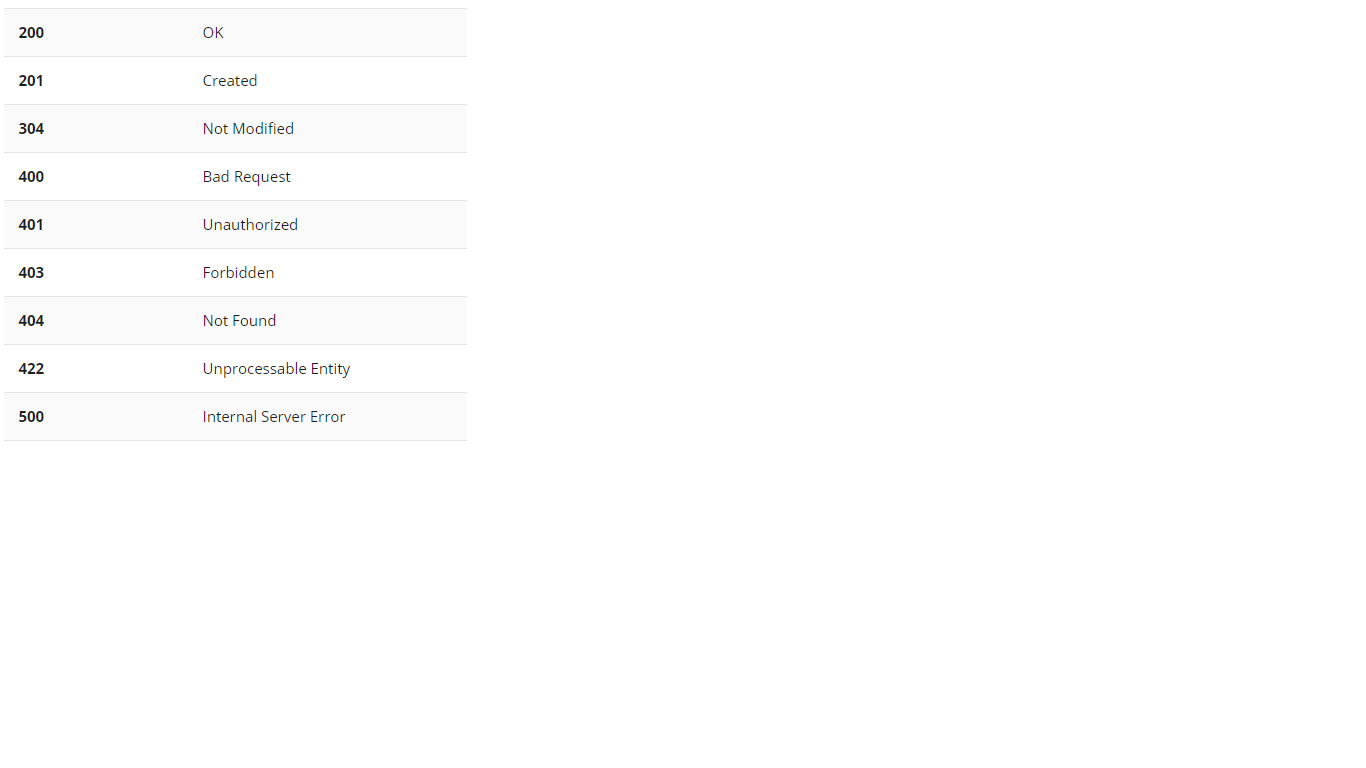 200 OK
201 Created
304 Not Modified
400 Bad Request
401 Unauthorized
403 Forbidden
404 Not Found
422 Unprocessable Entity
500 Internal Server Error